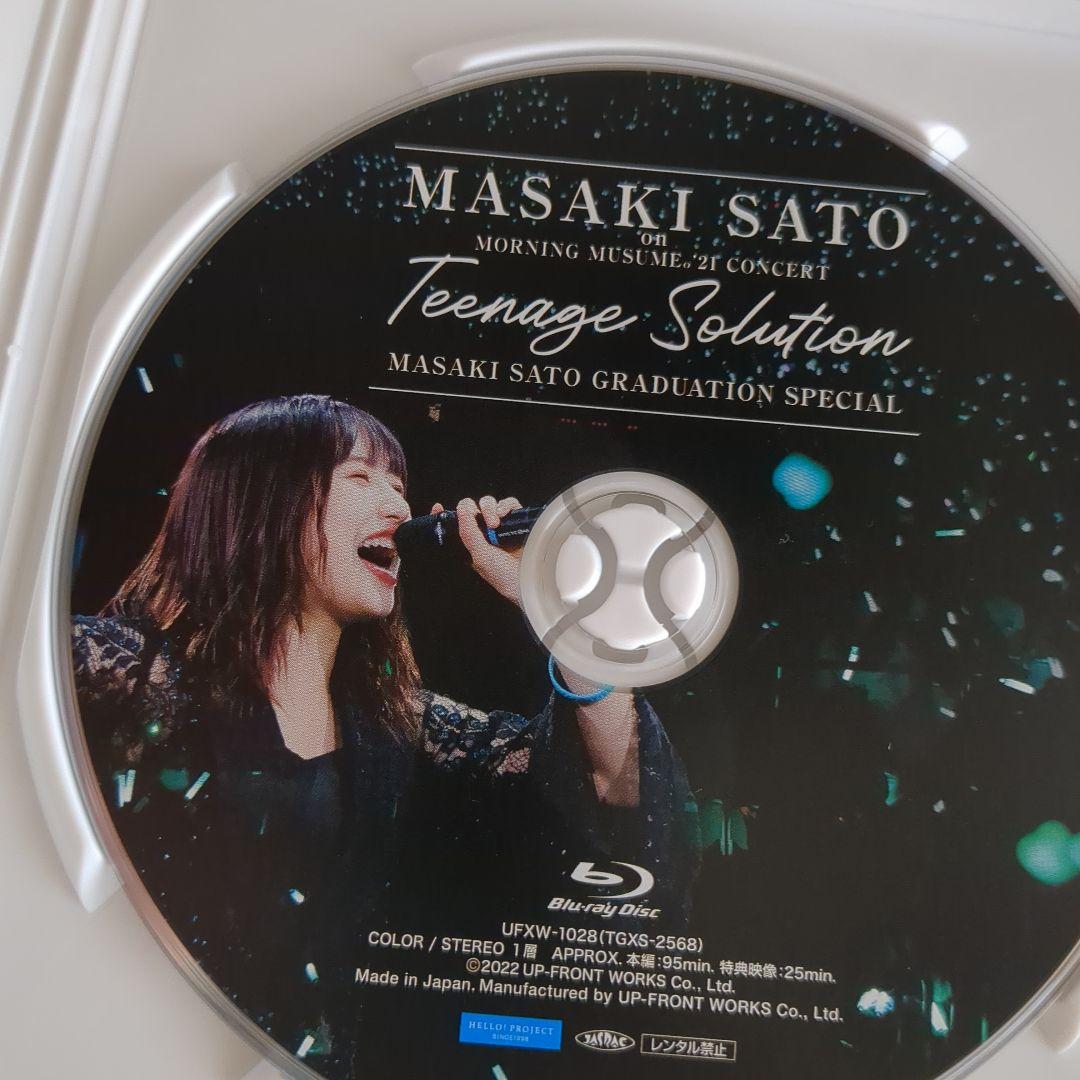 MASAKI SATO
on
MORNING MUSUME。'21 CONCERT
Teenage Solution
MASAKI SATO GRADUATION SPECIAL
Blu-ray Disc
UFXW-1028(TGXS-2568)
COLOR / STEREO 1層 APPROX. 本編:95min. 特典映像:25min.
©2022 UP-FRONT WORKS Co., Ltd.
Made in Japan. Manufactured by UP-FRONT WORKS Co., Ltd.
HELLO! PROJECT
SINCE1998
JASRAC
レンタル禁止